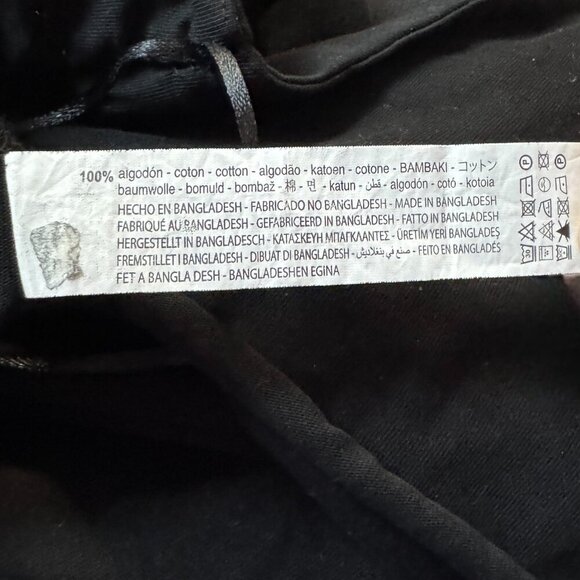 100% algodón - coton - cotton - algodão - katoen - cotone - BAMBAKI - コットン
baumwolle - bomuld - bombaž - 棉 - 면 - katun - قطن - algodón - cotó - kotoia
HECHO EN BANGLADESH - FABRICADO NO BANGLADESH - MADE IN BANGLADESH
FABRIQUÉ AU BANGLADESH - GEFABRICEERD IN BANGLADESH - FATTO IN BANGLADESH
HERGESTELLT IN BANGLADESCH - ΚΑΤΑΣΚΕΥΗ ΜΠΑΓΚΛΑΝΤΕΣ - ÜRETİM YERİ BANGLADEŞ
FREMSTILLET I BANGLADESH - DIBUAT DI BANGLADESH - صنع في بنغلاديش - FEITO EN BANGLADÉS
FET A BANGLA DESH - BANGLADESHEN EGINA